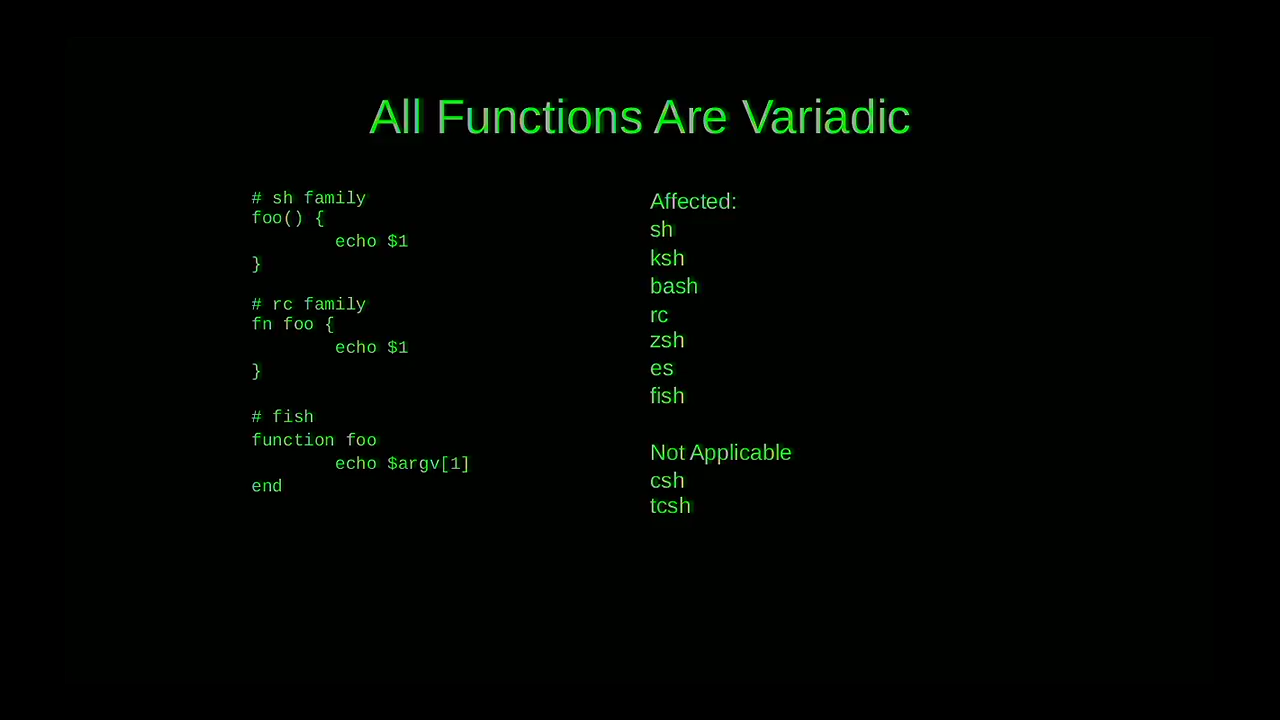 All Functions Are Variadic
# sh family
foo() {
        echo $1
}
# rc family
fn foo {
        echo $1
}
# fish
function foo
        echo $argv[1]
end
Affected:
sh
ksh
bash
rc
zsh
es
fish
Not Applicable
csh
tcsh